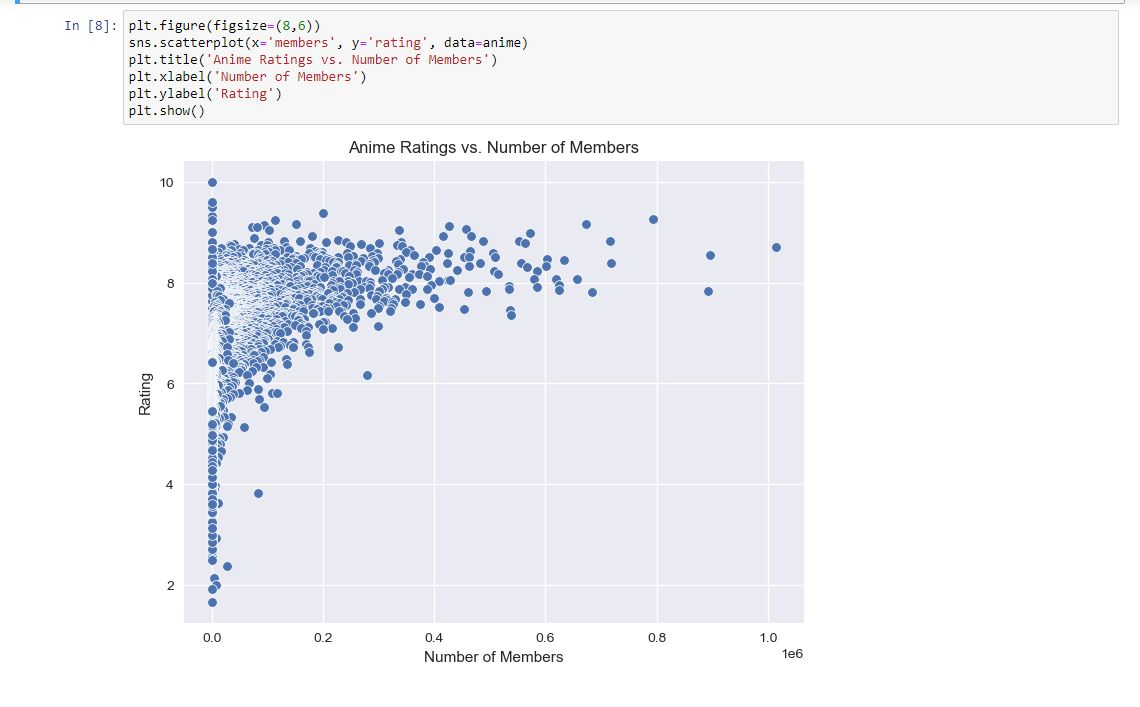 In [8]:
plt.figure(figsize=(8,6))
sns.scatterplot(x='members', y='rating', data=anime)
plt.title('Anime Ratings vs. Number of Members')
plt.xlabel('Number of Members')
plt.ylabel('Rating')
plt.show()
Anime Ratings vs. Number of Members
Rating
10
8
6
4
2
0.0 0.2 0.4 0.6 0.8 1.0
1e6
Number of Members